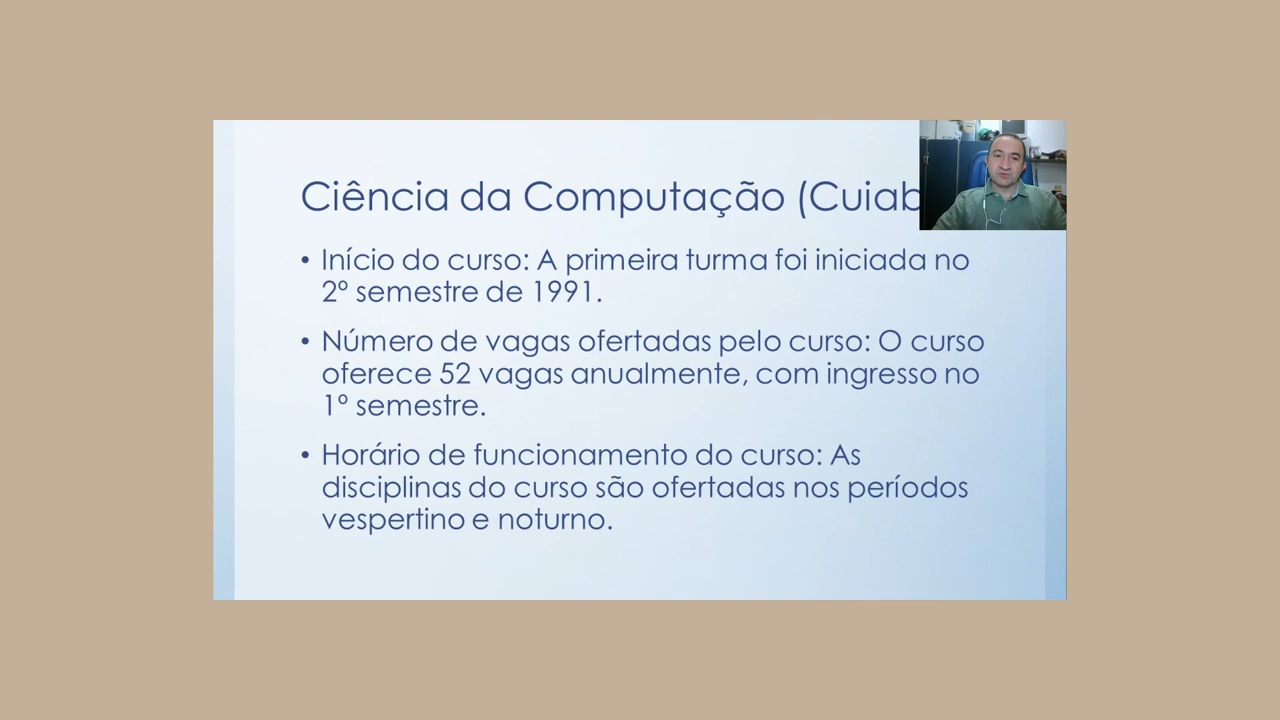 Ciência da Computação (Cuiab
• Início do curso: A primeira turma foi iniciada no
2º semestre de 1991.
• Número de vagas ofertadas pelo curso: O curso
oferece 52 vagas anualmente, com ingresso no
1º semestre.
• Horário de funcionamento do curso: As
disciplinas do curso são ofertadas nos períodos
vespertino e noturno.